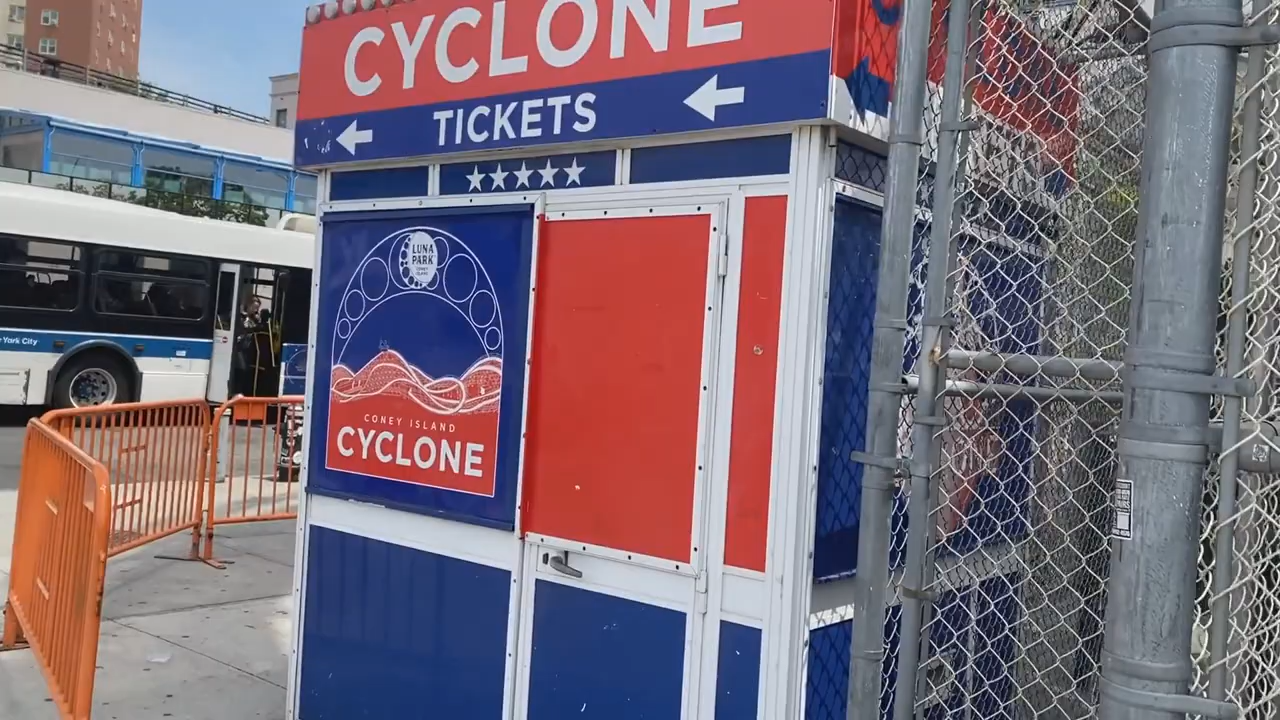 CYCLONE
TICKETS
LUNA
PARK
CONEY
ISLAND
CONEY ISLAND
CYCLONE
York City